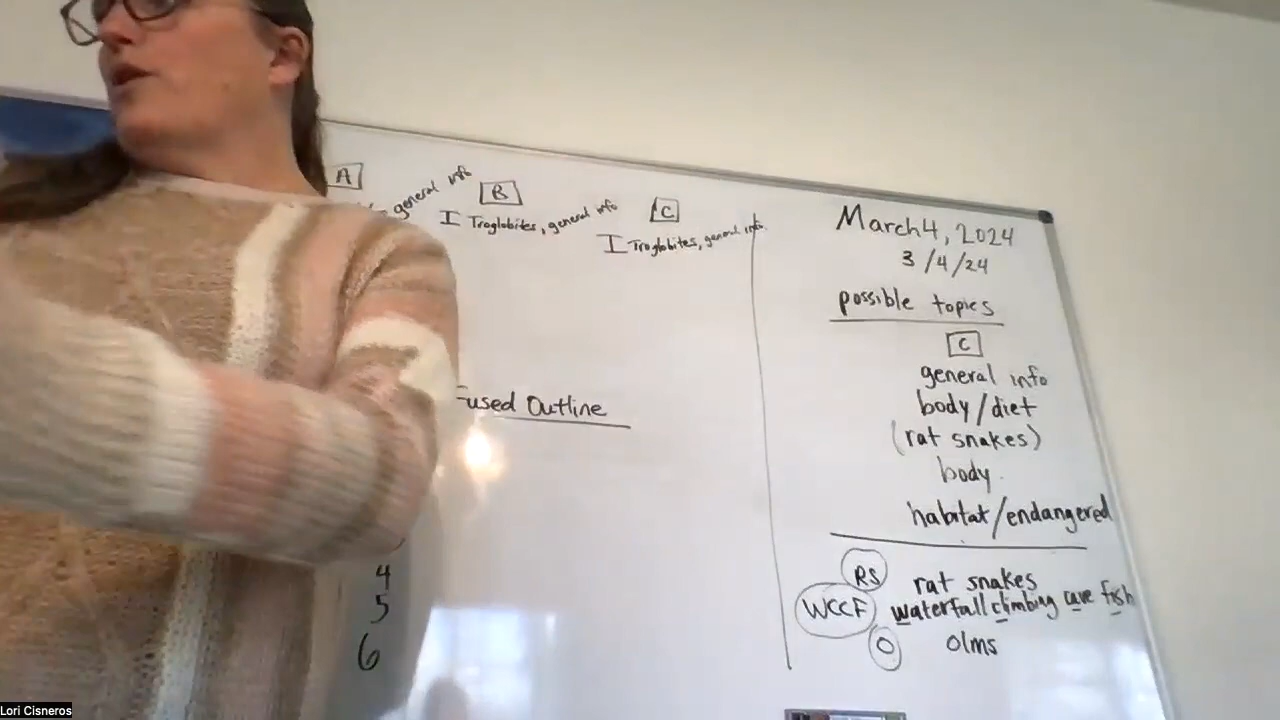 A
general info
B
I Troglobites, general info
C
I Troglobites, general info
Fused Outline
4
5
6
March 4, 2024
3/4/24
possible topics
C
general info
body/diet
(rat snakes)
body
habitat/endangered
RS rat snakes
WCCF waterfall climbing cave fish
O Olms
Lori Cisneros